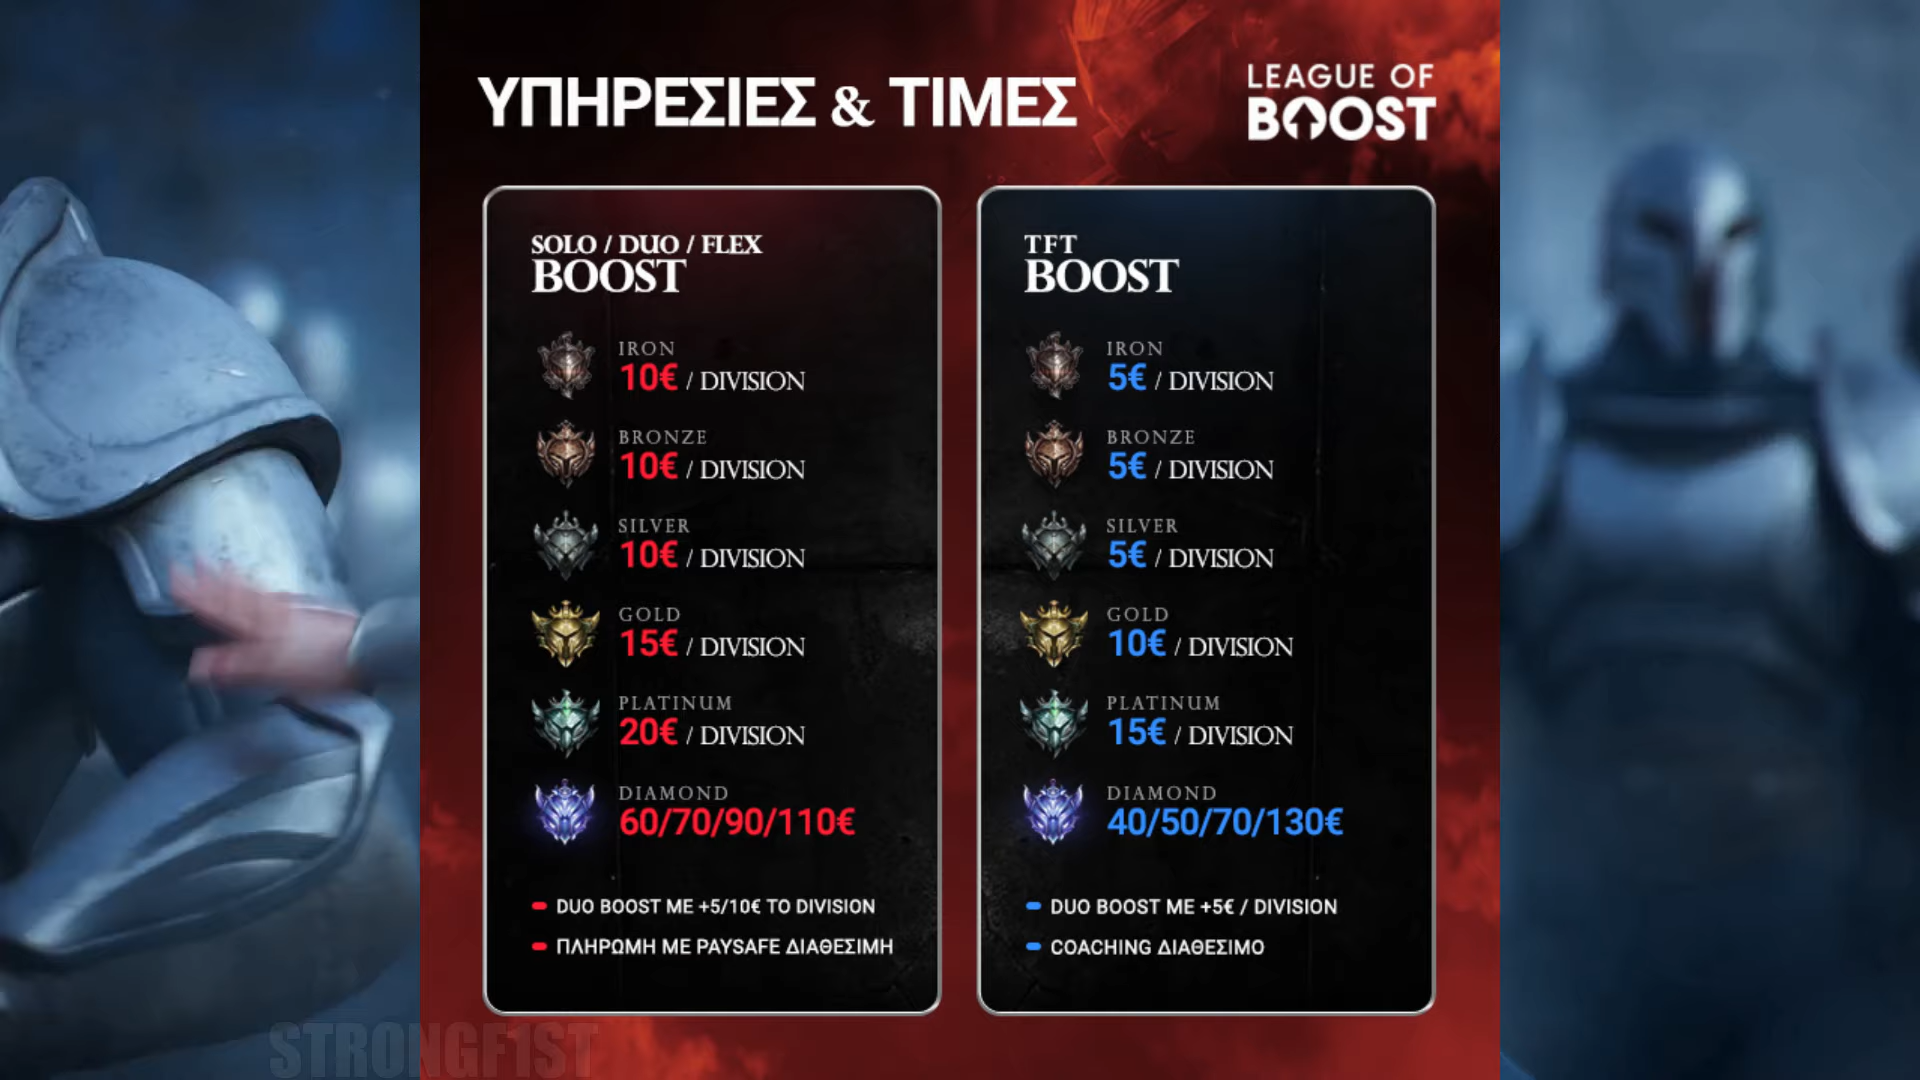 ΥΠΗΡΕΣΙΕΣ & ΤΙΜΕΣ
LEAGUE OF
BOOST
SOLO / DUO / FLEX
BOOST
IRON
10€ / DIVISION
BRONZE
10€ / DIVISION
SILVER
10€ / DIVISION
GOLD
15€ / DIVISION
PLATINUM
20€ / DIVISION
DIAMOND
60/70/90/110€
DUO BOOST ΜΕ +5/10€ ΤΟ DIVISION
ΠΛΗΡΩΜΗ ΜΕ PAYSAFE ΔΙΑΘΕΣΙΜΗ
TFT
BOOST
IRON
5€ / DIVISION
BRONZE
5€ / DIVISION
SILVER
5€ / DIVISION
GOLD
10€ / DIVISION
PLATINUM
15€ / DIVISION
DIAMOND
40/50/70/130€
DUO BOOST ΜΕ +5€ / DIVISION
COACHING ΔΙΑΘΕΣΙΜΟ
STRONGF1ST